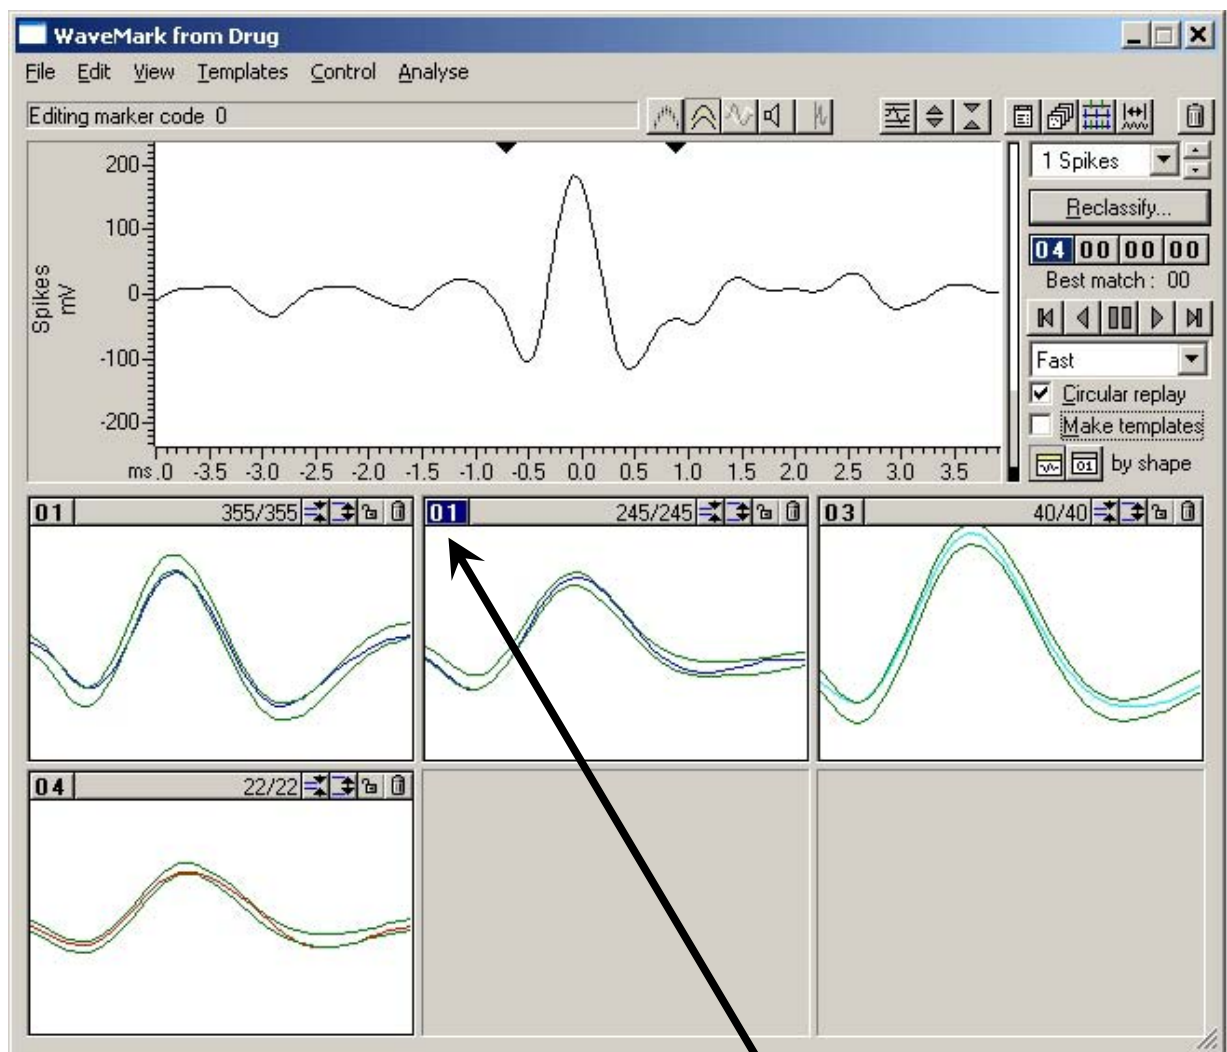 WaveMark from Drug
File Edit View Templates Control Analyse
Editing marker code 0
1 Spikes
Reclassify...
04 00 00 00
Best match : 00
Fast
Circular replay
Make templates
01 by shape
Spikes
mV
200
100
0
-100
-200
ms .0 -3.5 -3.0 -2.5 -2.0 -1.5 -1.0 -0.5 0.0 0.5 1.0 1.5 2.0 2.5 3.0 3.5
01 355/355
01 245/245
03 40/40
04 22/22